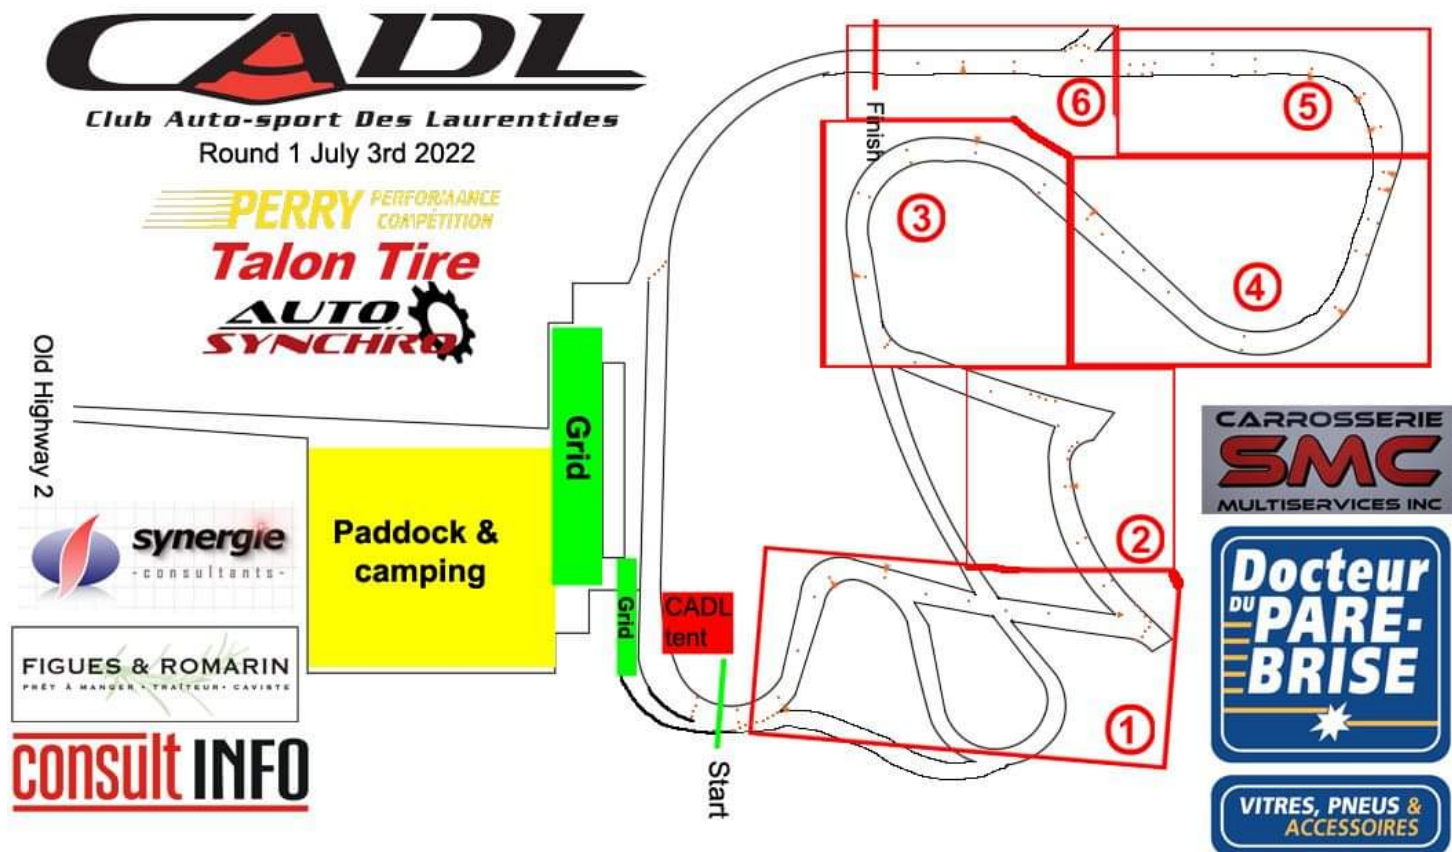 CADL
Club Auto-sport Des Laurentides
Round 1 July 3rd 2022
PERRY PERFORMANCE
COMPÉTITION
Talon Tire
AUTO
SYNCHRO
Old Highway 2
synergie
-consultants-
FIGUES & ROMARIN
PRÊT À MANGER • TRAITEUR • CAVISTE
consult INFO
Paddock &
camping
Grid
Grid
CADL
tent
Start
Finish
6
5
3
4
2
1
CARROSSERIE
SMC
MULTISERVICES INC
Docteur
DU PARE-
BRISE
VITRES, PNEUS &
ACCESSOIRES